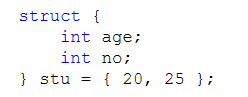 struct {
    int age;
    int no;
} stu = { 20, 25 };